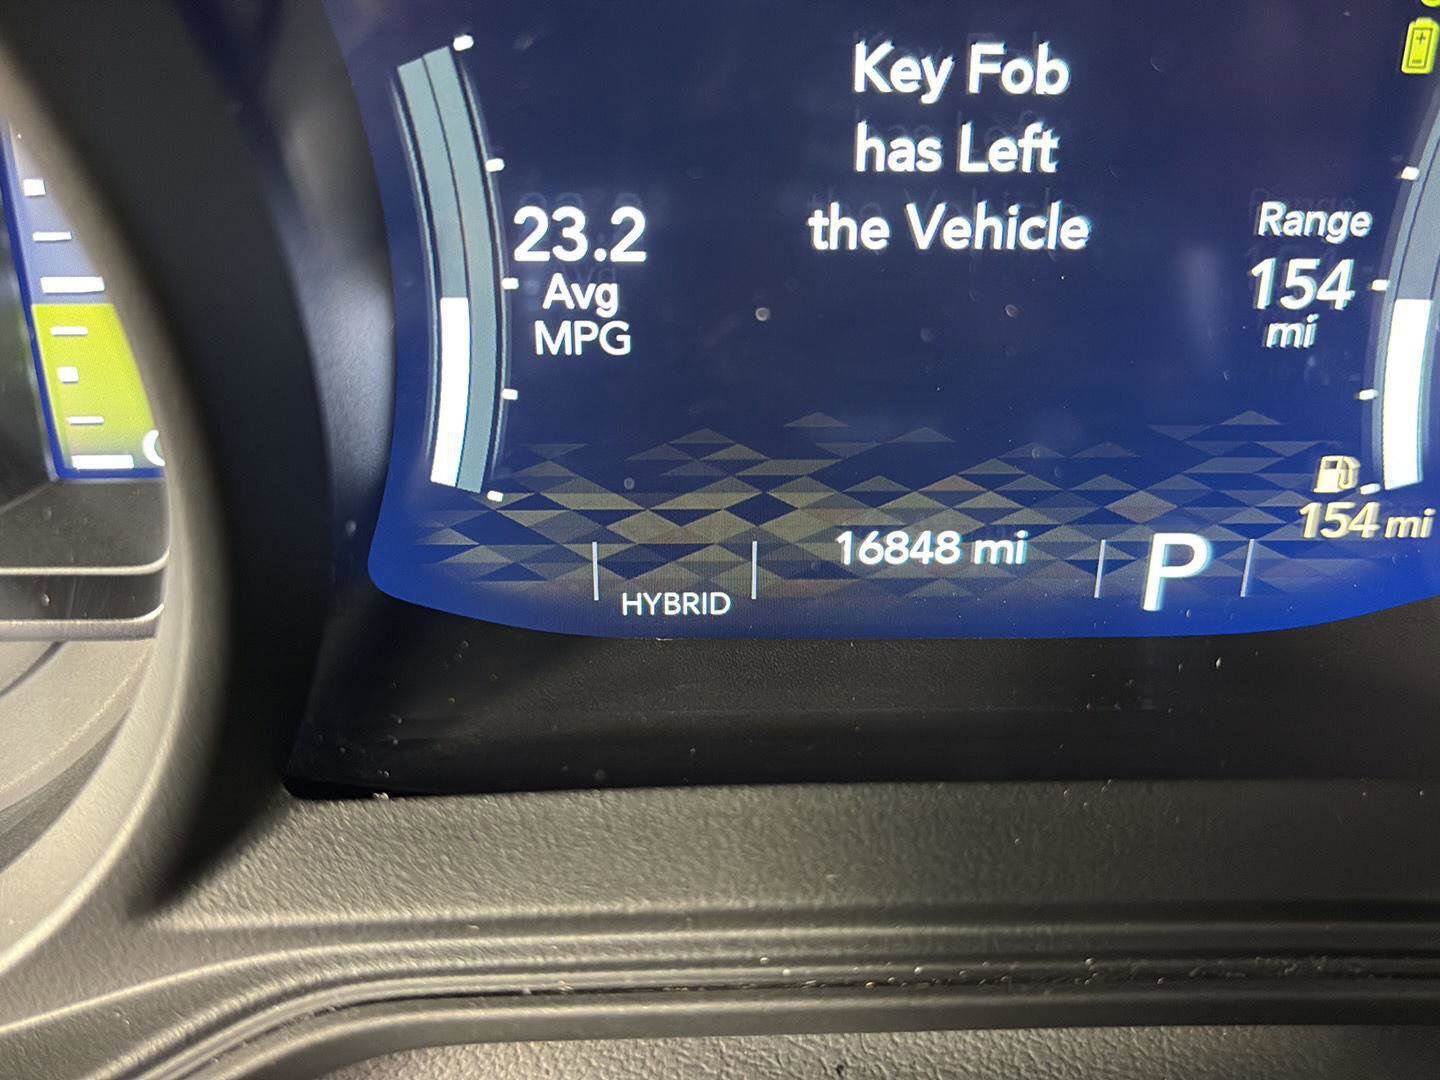 Key Fob
has Left
the Vehicle
23.2
Avg
MPG
Range
154
mi
154 mi
16848 mi
P
HYBRID